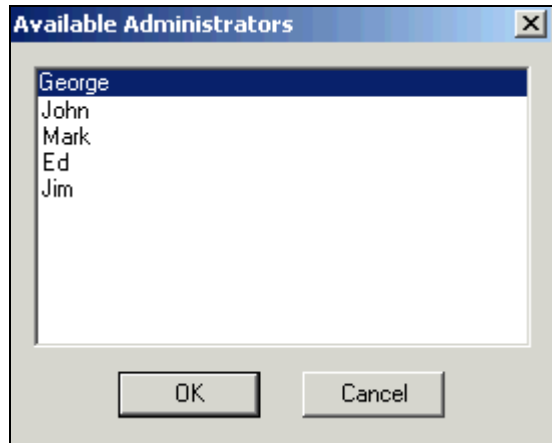 Available Administrators
George
John
Mark
Ed
Jim
OK Cancel